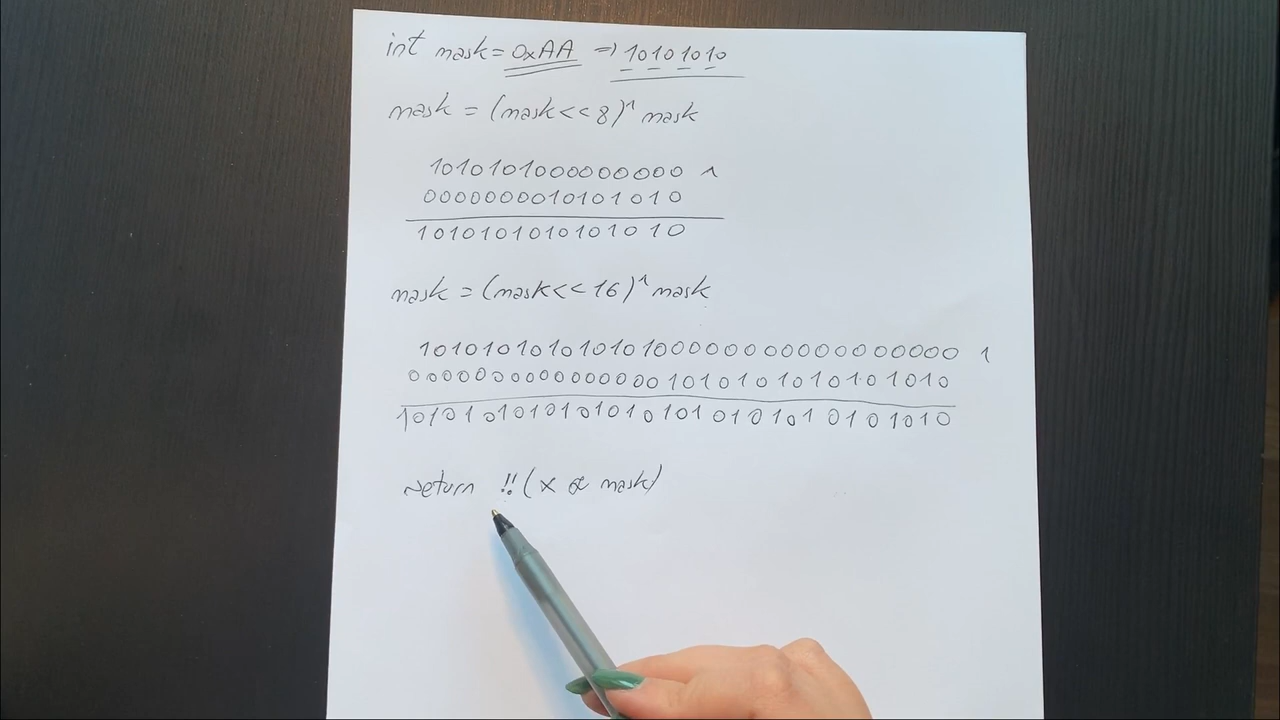 int mask = 0xAA => 10101010
mask = (mask<<8)^ mask
1010101000000000 ^
0000000010101010
1010101010101010
mask = (mask<<16)^ mask
10101010101010100000000000000000 ^
00000000000000001010101010101010
10101010101010101010101010101010
return !!(x & mask)